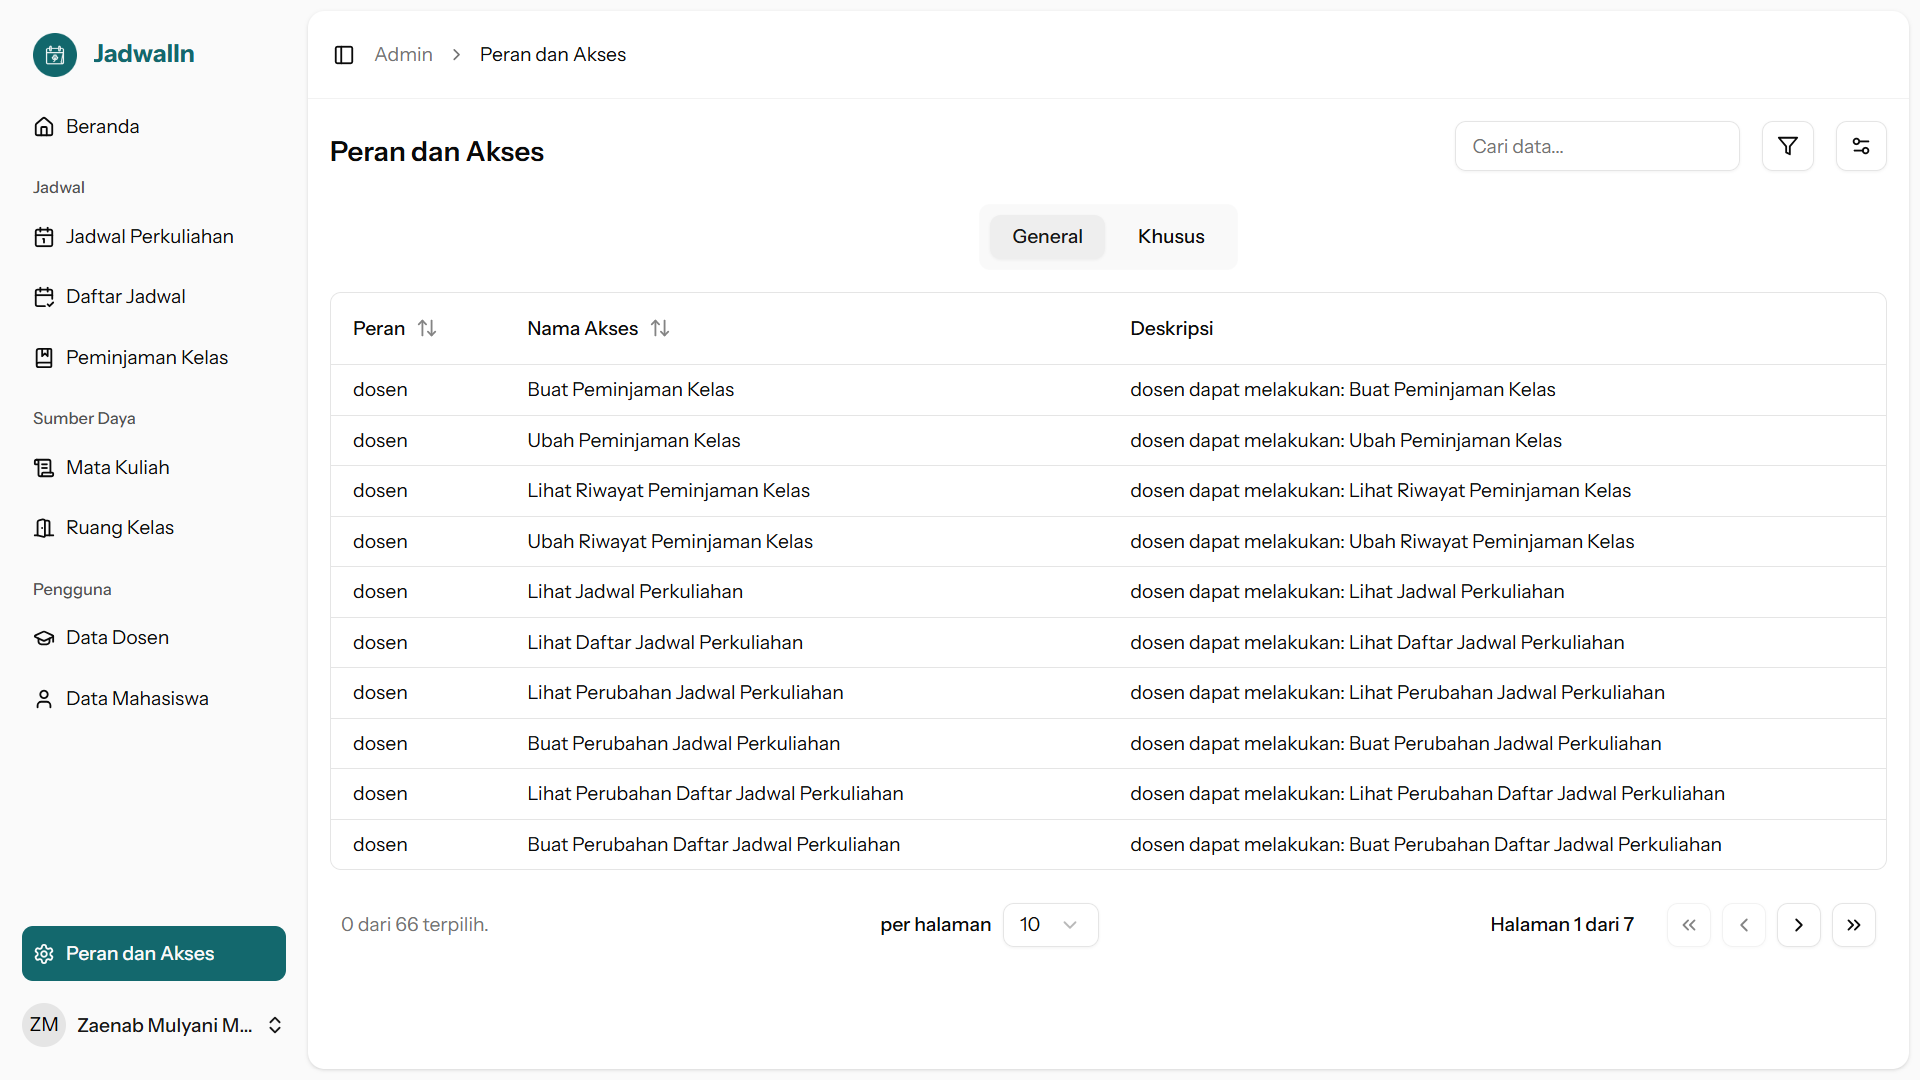 JadwalIn
Beranda
Jadwal
Jadwal Perkuliahan
Daftar Jadwal
Peminjaman Kelas
Sumber Daya
Mata Kuliah
Ruang Kelas
Pengguna
Data Dosen
Data Mahasiswa
Peran dan Akses
ZM Zaenab Mulyani M...
Admin > Peran dan Akses
Peran dan Akses
Cari data...
General Khusus
Peran Nama Akses Deskripsi
dosen Buat Peminjaman Kelas dosen dapat melakukan: Buat Peminjaman Kelas
dosen Ubah Peminjaman Kelas dosen dapat melakukan: Ubah Peminjaman Kelas
dosen Lihat Riwayat Peminjaman Kelas dosen dapat melakukan: Lihat Riwayat Peminjaman Kelas
dosen Ubah Riwayat Peminjaman Kelas dosen dapat melakukan: Ubah Riwayat Peminjaman Kelas
dosen Lihat Jadwal Perkuliahan dosen dapat melakukan: Lihat Jadwal Perkuliahan
dosen Lihat Daftar Jadwal Perkuliahan dosen dapat melakukan: Lihat Daftar Jadwal Perkuliahan
dosen Lihat Perubahan Jadwal Perkuliahan dosen dapat melakukan: Lihat Perubahan Jadwal Perkuliahan
dosen Buat Perubahan Jadwal Perkuliahan dosen dapat melakukan: Buat Perubahan Jadwal Perkuliahan
dosen Lihat Perubahan Daftar Jadwal Perkuliahan dosen dapat melakukan: Lihat Perubahan Daftar Jadwal Perkuliahan
dosen Buat Perubahan Daftar Jadwal Perkuliahan dosen dapat melakukan: Buat Perubahan Daftar Jadwal Perkuliahan
0 dari 66 terpilih. per halaman 10 Halaman 1 dari 7